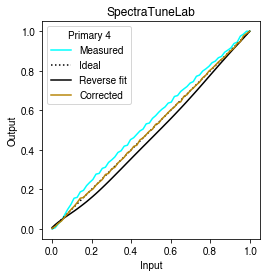 SpectraTuneLab
Primary 4
Measured
Ideal
Reverse fit
Corrected
Output
1.0
0.8
0.6
0.4
0.2
0.0
0.0 0.2 0.4 0.6 0.8 1.0
Input